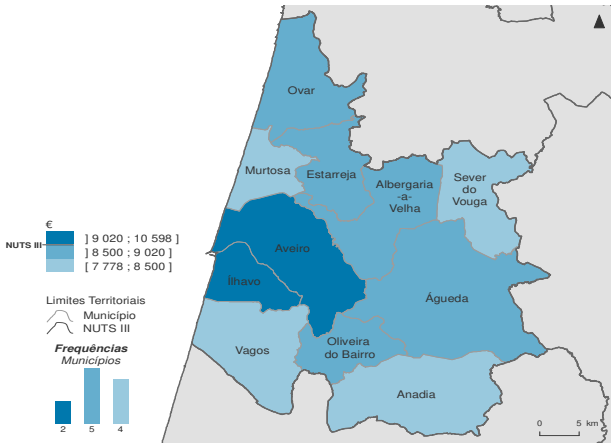 Ovar
Murtosa
Estarreja
Albergaria
-a-
Velha
Sever
do
Vouga
Aveiro
Ílhavo
Águeda
Vagos
Oliveira
do Bairro
Anadia
€
NUTS III
] 9 020 ; 10 598 ]
] 8 500 ; 9 020 ]
[ 7 778 ; 8 500 ]
Limites Territoriais
Município
NUTS III
Frequências
Municípios
2 5 4
0 5 km